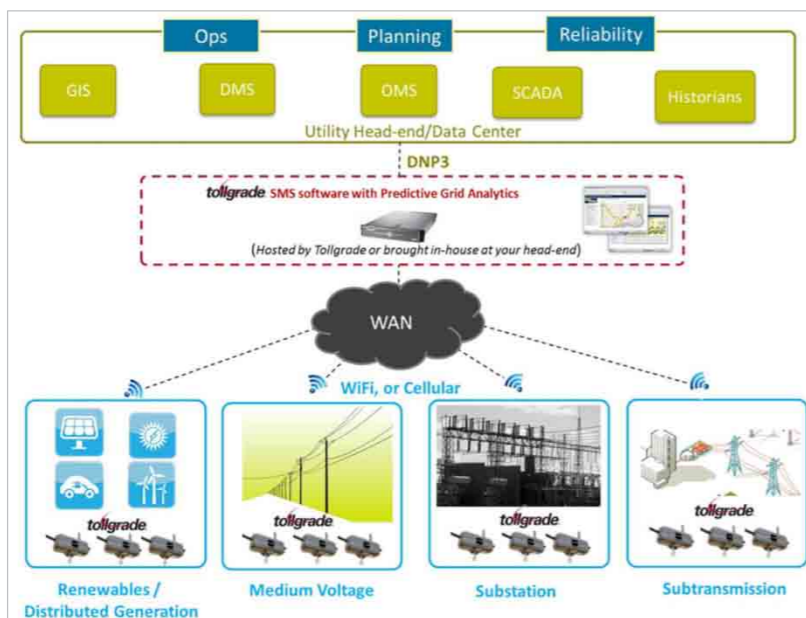 Ops
Planning
Reliability
GIS
DMS
OMS
SCADA
Historians
Utility Head-end/Data Center
DNP3
tollgrade SMS software with Predictive Grid Analytics
(Hosted by Tollgrade or brought in-house at your head-end)
WAN
WiFi, or Cellular
tollgrade
tollgrade
tollgrade
tollgrade
Renewables /
Distributed Generation
Medium Voltage
Substation
Subtransmission